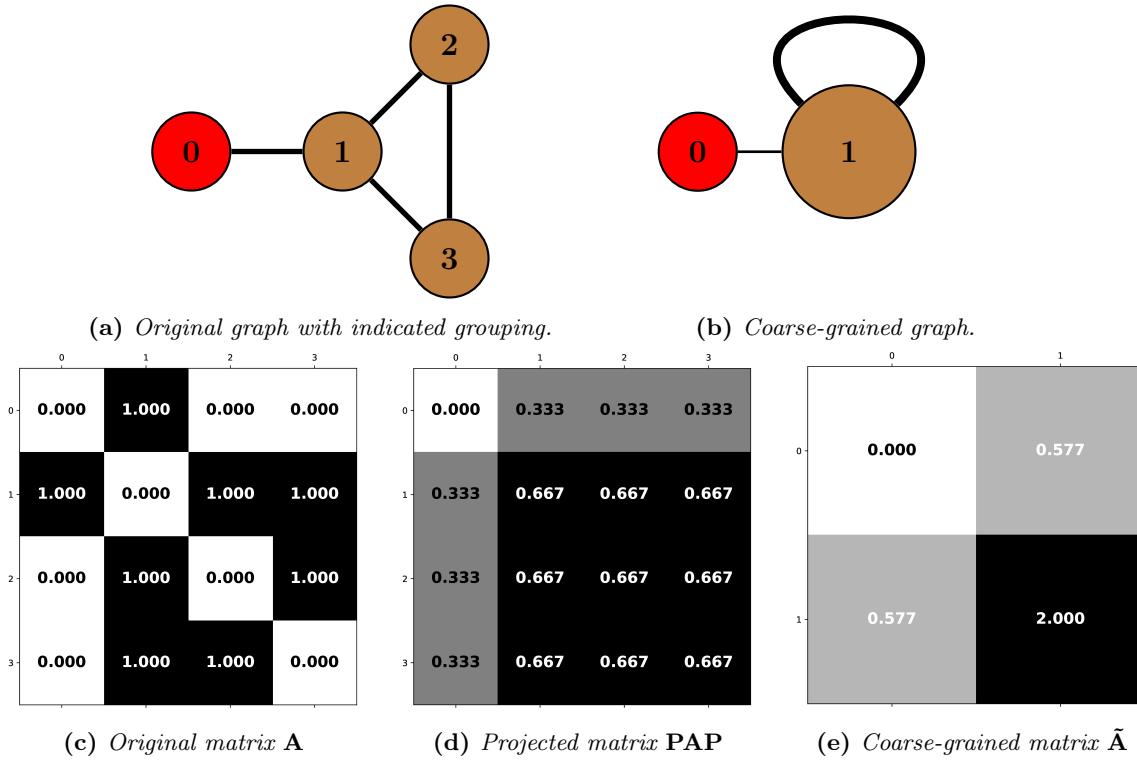 2
0 1
3
0 1
(a) Original graph with indicated grouping.
(b) Coarse-grained graph.
0 1 2 3
0 0.000 1.000 0.000 0.000
1 1.000 0.000 1.000 1.000
2 0.000 1.000 0.000 1.000
3 0.000 1.000 1.000 0.000
(c) Original matrix A
0 1 2 3
0 0.000 0.333 0.333 0.333
1 0.333 0.667 0.667 0.667
2 0.333 0.667 0.667 0.667
3 0.333 0.667 0.667 0.667
(d) Projected matrix PAP
0 1
0 0.000 0.577
1 0.577 2.000
(e) Coarse-grained matrix Ã